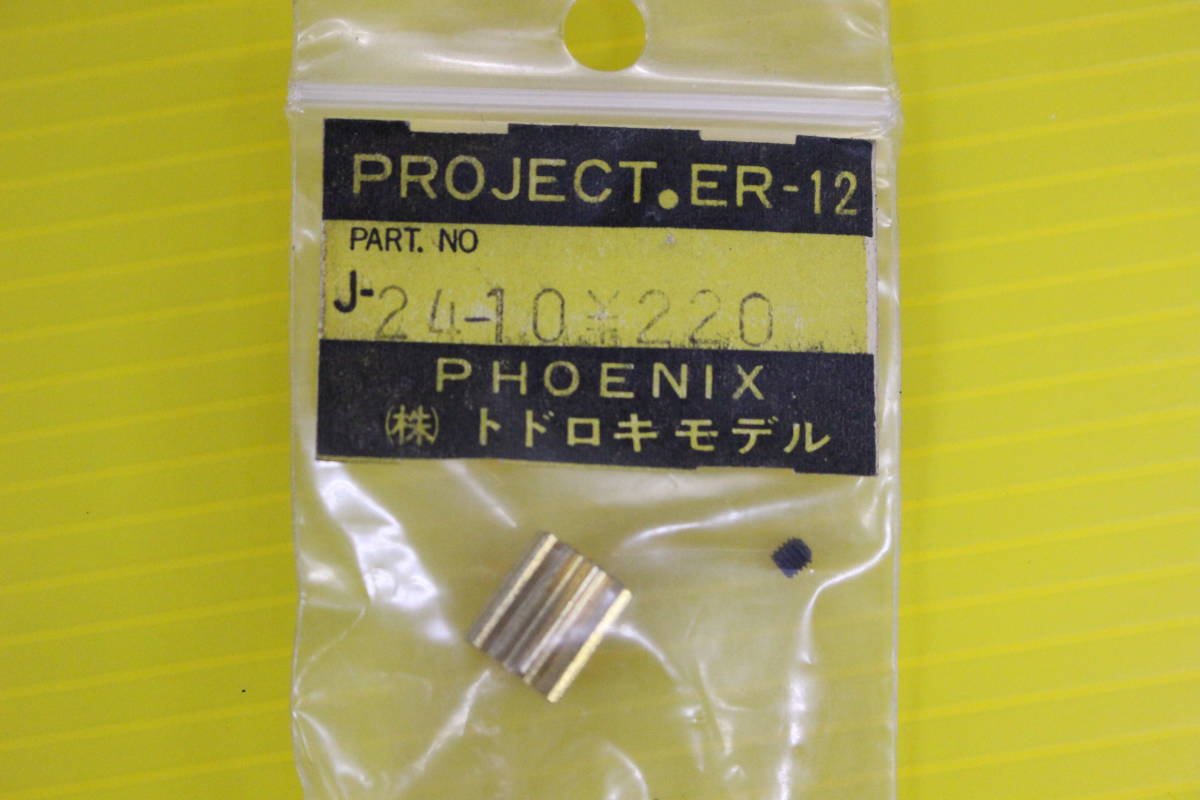 PROJECT.ER-12
PART. NO
J-24-10 ¥220
PHOENIX
㈱ トドロキモデル